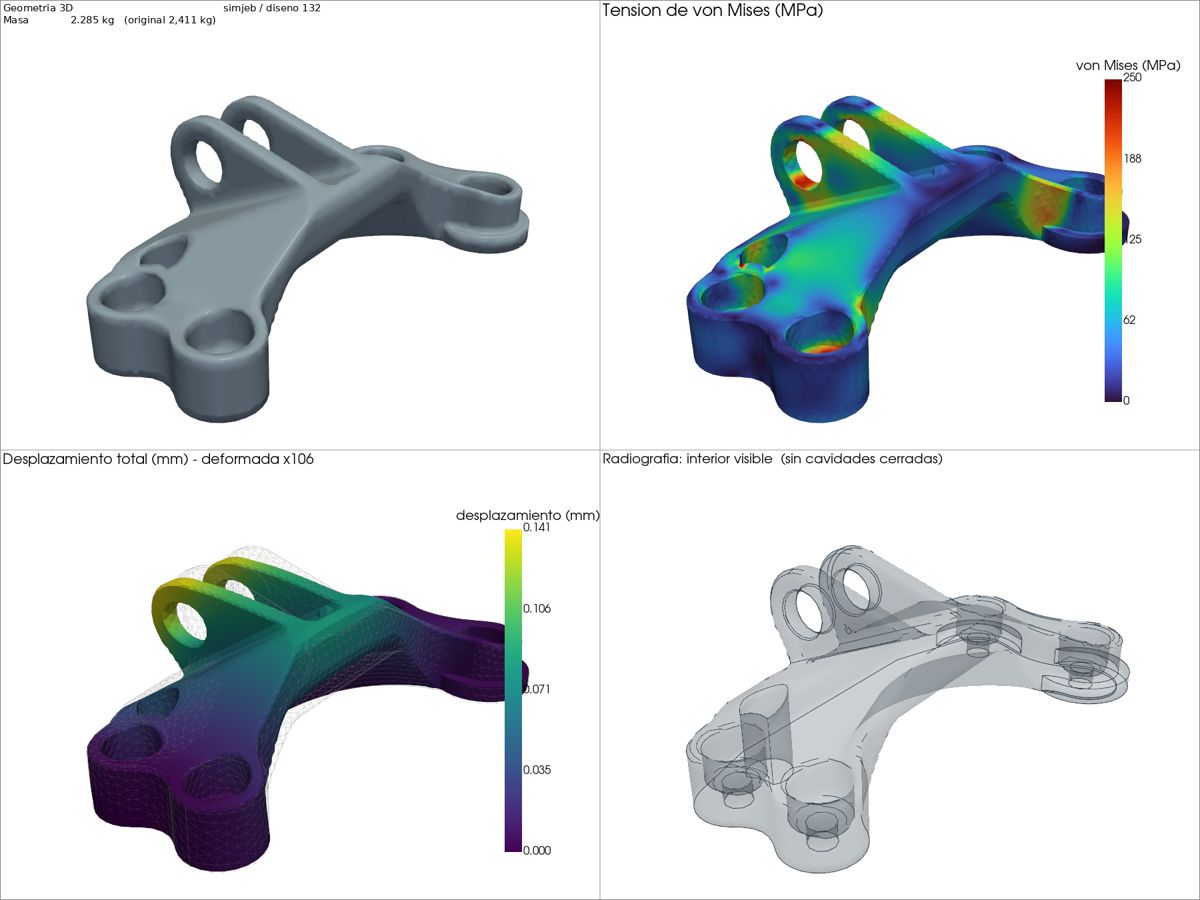 Geometria 3D simjeb / diseno 132
Masa 2.285 kg (original 2,411 kg)
Tension de von Mises (MPa)
von Mises (MPa)
250
188
125
62
0
Desplazamiento total (mm) - deformada x106
desplazamiento (mm)
0.141
0.106
0.071
0.035
0.000
Radiografia: interior visible (sin cavidades cerradas)